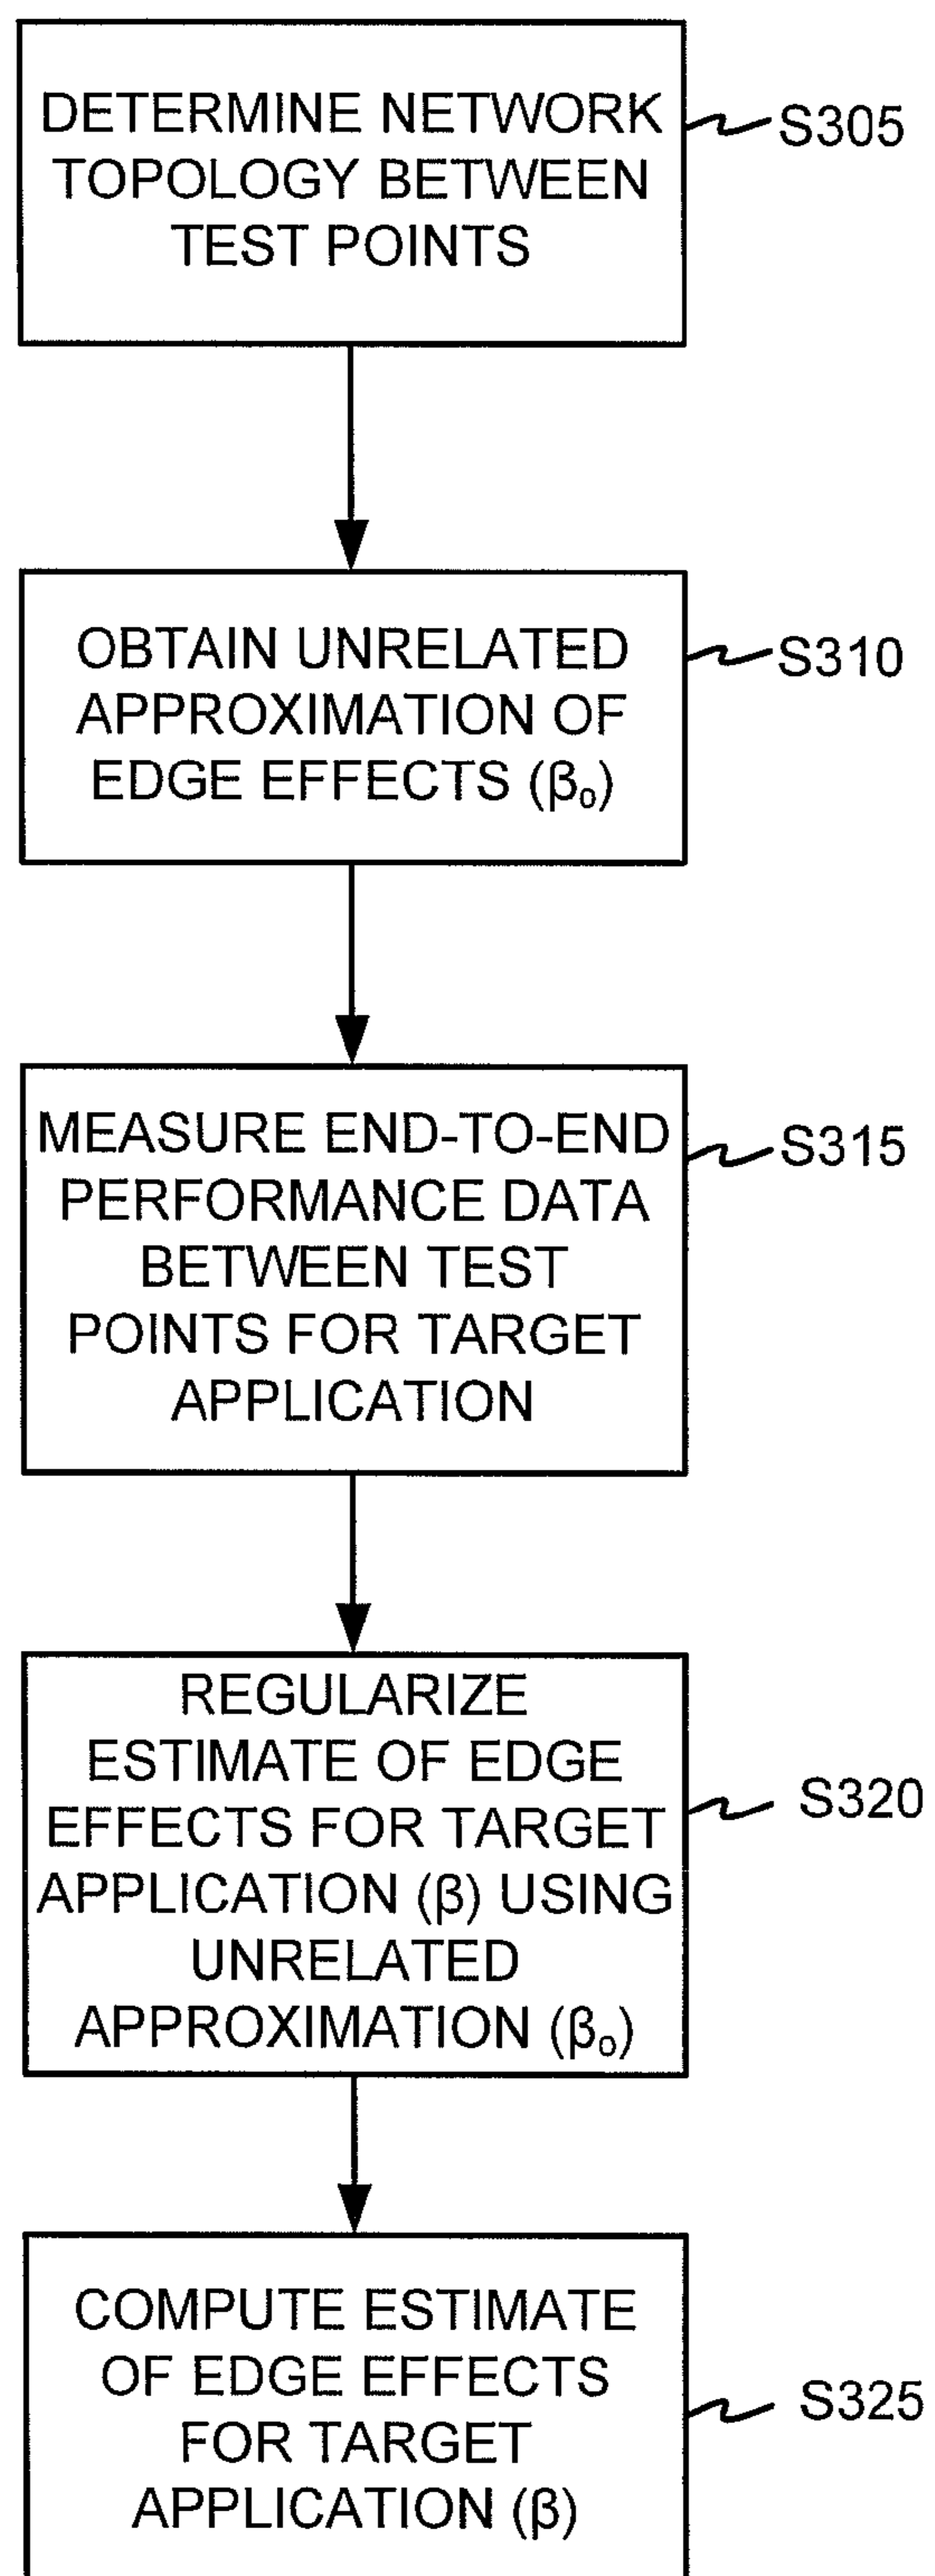 DETERMINE NETWORK
TOPOLOGY BETWEEN
TEST POINTS
S305
OBTAIN UNRELATED
APPROXIMATION OF
EDGE EFFECTS (β₀)
S310
MEASURE END-TO-END
PERFORMANCE DATA
BETWEEN TEST
POINTS FOR TARGET
APPLICATION
S315
REGULARIZE
ESTIMATE OF EDGE
EFFECTS FOR TARGET
APPLICATION (β) USING
UNRELATED
APPROXIMATION (β₀)
S320
COMPUTE ESTIMATE
OF EDGE EFFECTS
FOR TARGET
APPLICATION (β)
S325